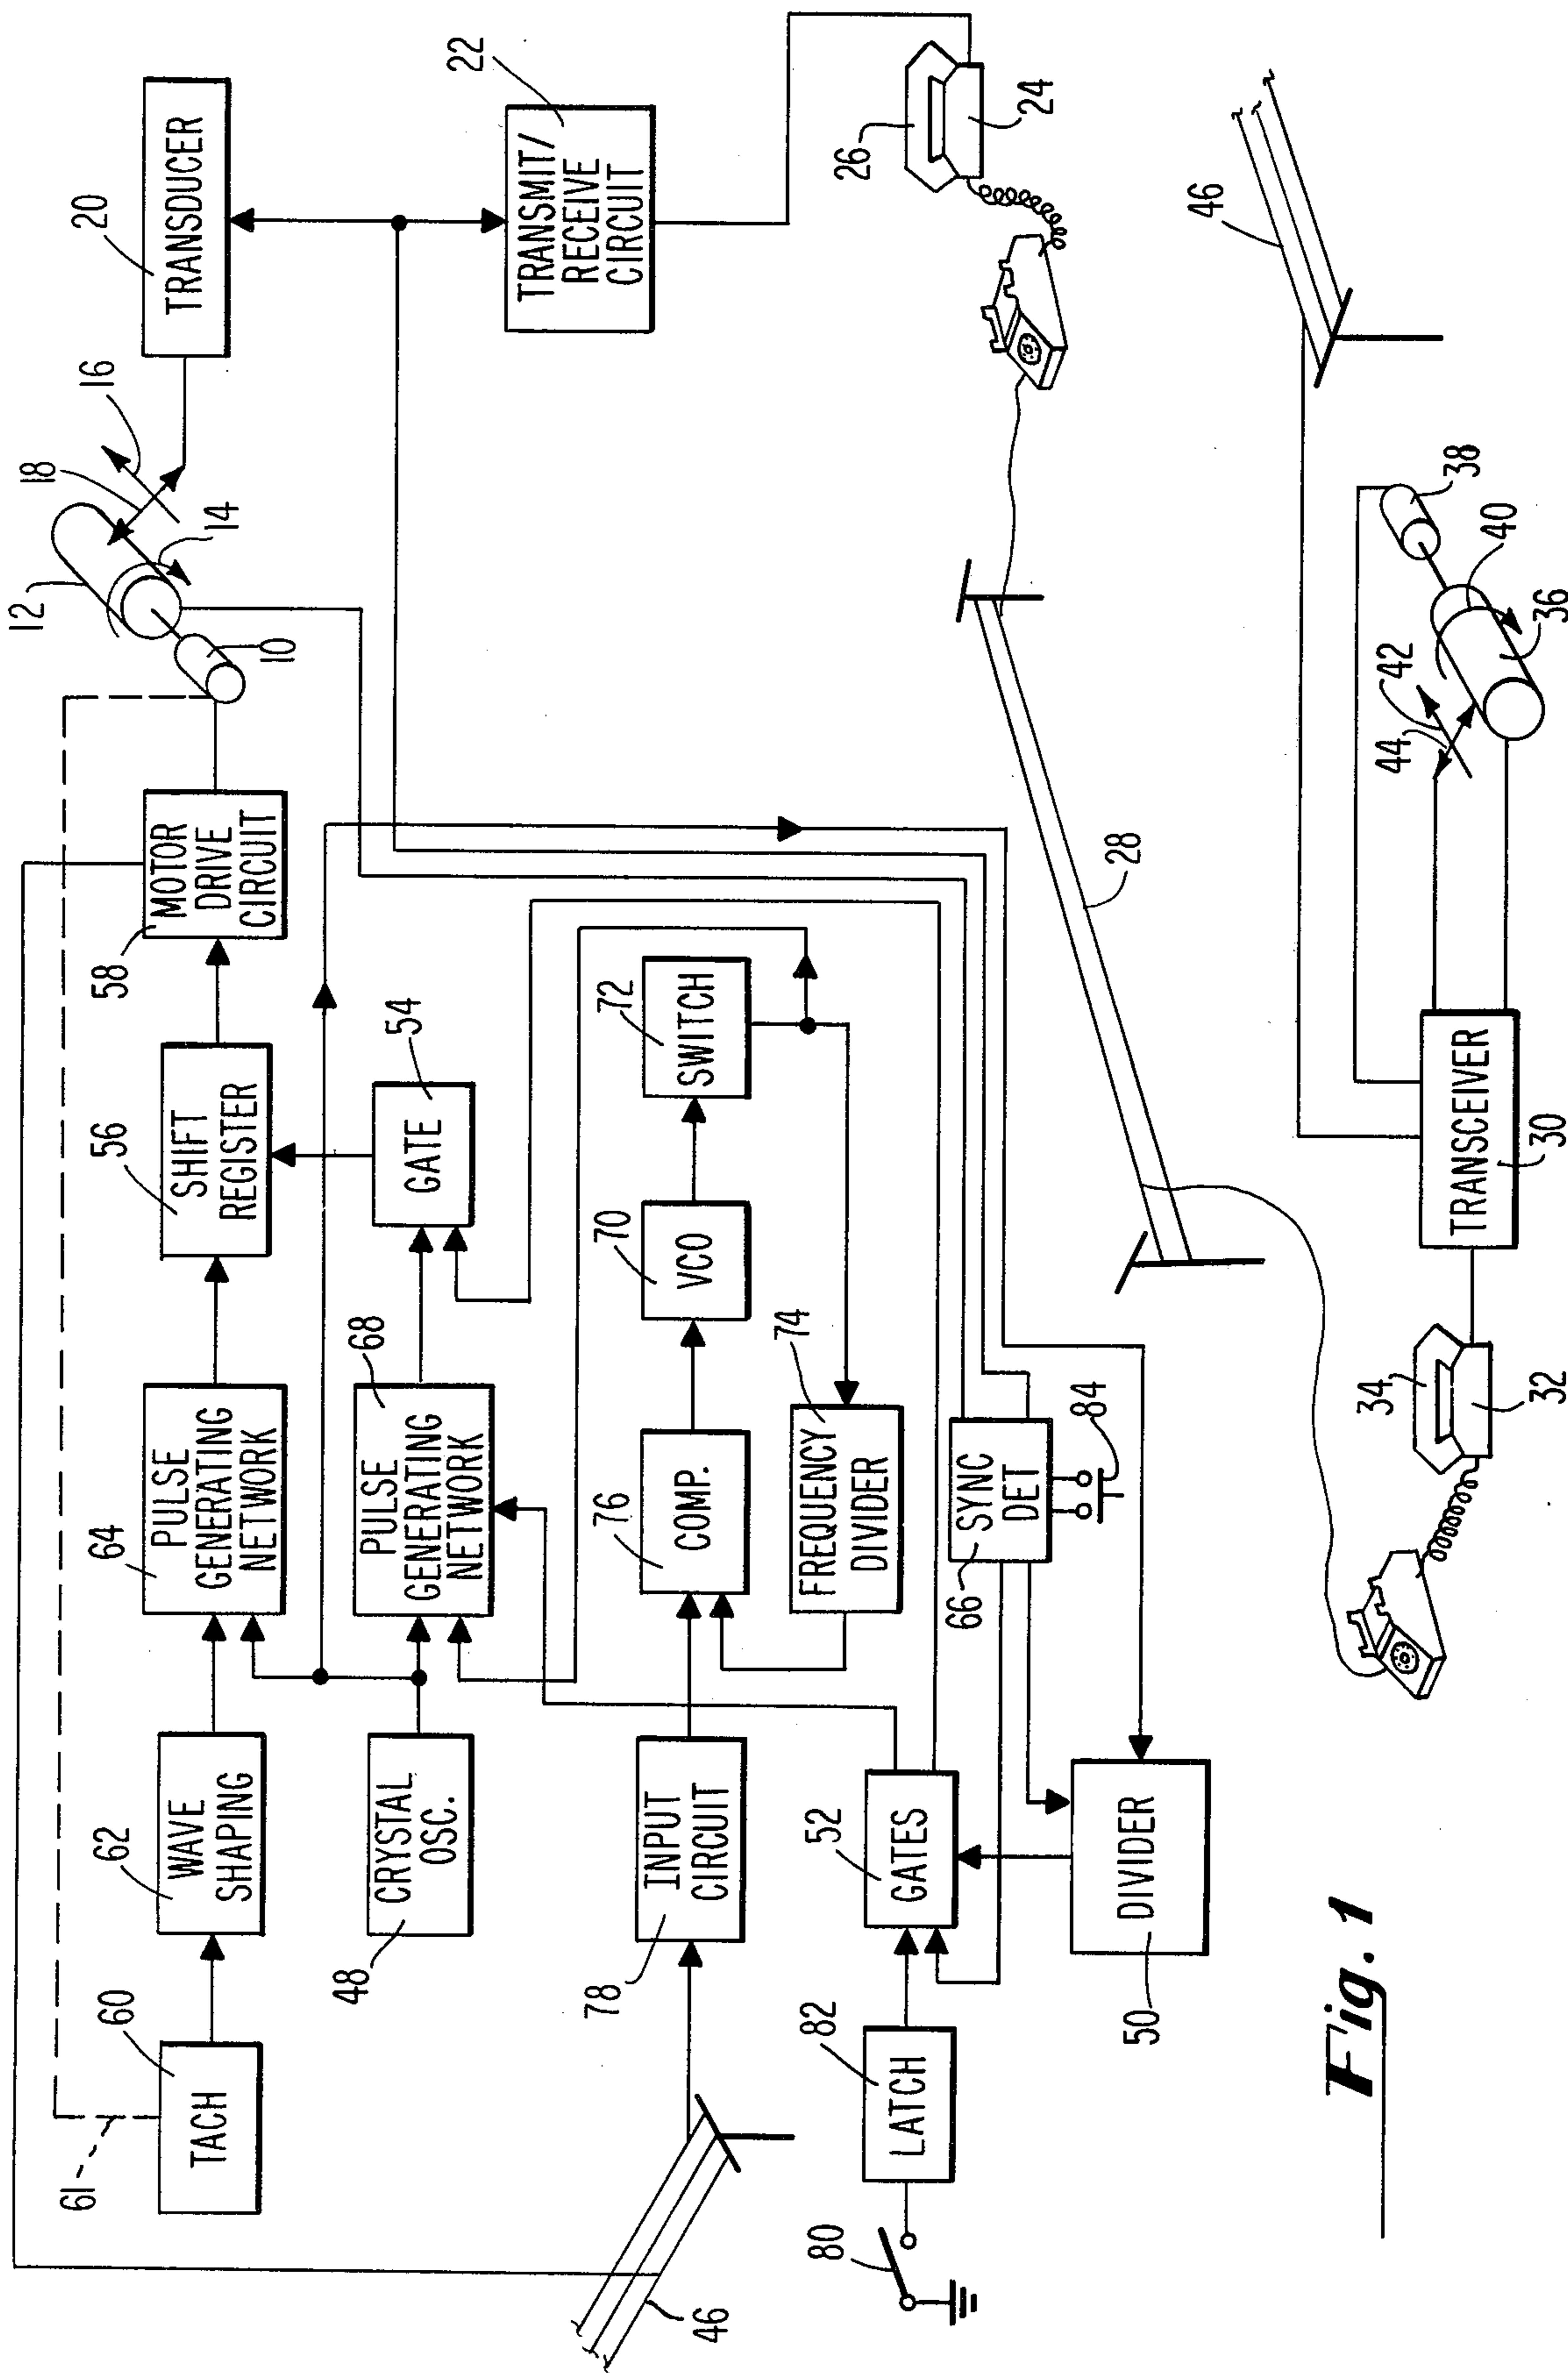 60
TACH
61
62
WAVE
SHAPING
64
PULSE
GENERATING
NETWORK
56
SHIFT
REGISTER
58
MOTOR
DRIVE
CIRCUIT
10
12
14
18
16
20
TRANSDUCER
48
CRYSTAL
OSC.
68
PULSE
GENERATING
NETWORK
54
GATE
22
TRANSMIT/
RECEIVE
CIRCUIT
78
INPUT
CIRCUIT
76
COMP.
70
VCO
72
SWITCH
74
FREQUENCY
DIVIDER
46
80
82
LATCH
52
GATES
66
SYNC
DET
84
50
DIVIDER
26
24
28
46
34
32
TRANSCEIVER
30
44
42
40
36
38
Fig. 1